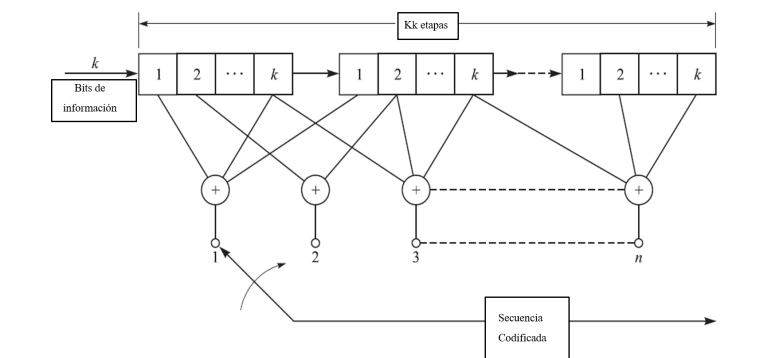 Kk etapas
k
1 2 ... k 1 2 ... k 1 2 ... k
Bits de
información
+ + + +
1 2 3 n
Secuencia
Codificada